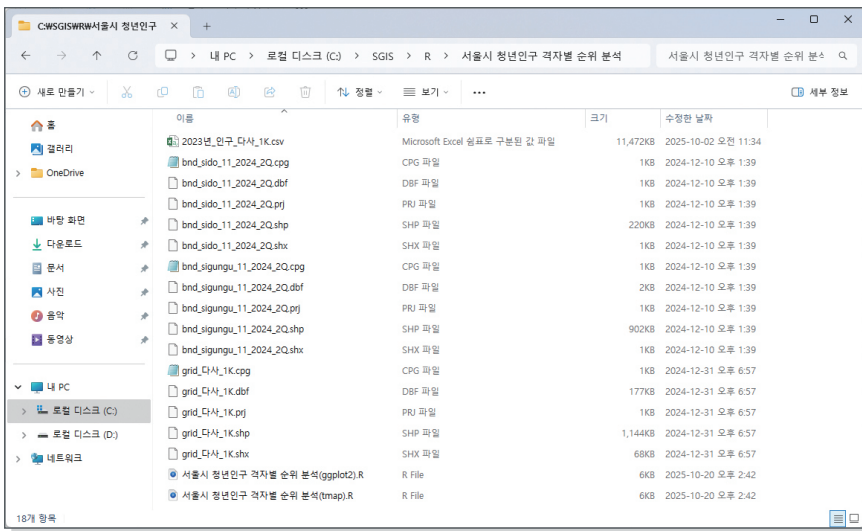 C:₩SGIS₩R₩서울시 청년인구
내 PC > 로컬 디스크 (C:) > SGIS > R > 서울시 청년인구 격자별 순위 분석
서울시 청년인구 격자별 순위 분석
새로 만들기 정렬 보기 ... 세부 정보
이름 유형 크기 수정한 날짜
홈
갤러리
OneDrive
바탕 화면
다운로드
문서
사진
음악
동영상
내 PC
로컬 디스크 (C:)
로컬 디스크 (D:)
네트워크
2023년_인구_다사_1K.csv Microsoft Excel 쉼표로 구분된 값 파일 11,472KB 2025-10-02 오전 11:34
bnd_sido_11_2024_2Q.cpg CPG 파일 1KB 2024-12-10 오후 1:39
bnd_sido_11_2024_2Q.dbf DBF 파일 1KB 2024-12-10 오후 1:39
bnd_sido_11_2024_2Q.prj PRJ 파일 1KB 2024-12-10 오후 1:39
bnd_sido_11_2024_2Q.shp SHP 파일 220KB 2024-12-10 오후 1:39
bnd_sido_11_2024_2Q.shx SHX 파일 1KB 2024-12-10 오후 1:39
bnd_sigungu_11_2024_2Q.cpg CPG 파일 1KB 2024-12-10 오후 1:39
bnd_sigungu_11_2024_2Q.dbf DBF 파일 2KB 2024-12-10 오후 1:39
bnd_sigungu_11_2024_2Q.prj PRJ 파일 1KB 2024-12-10 오후 1:39
bnd_sigungu_11_2024_2Q.shp SHP 파일 902KB 2024-12-10 오후 1:39
bnd_sigungu_11_2024_2Q.shx SHX 파일 1KB 2024-12-10 오후 1:39
grid_다사_1K.cpg CPG 파일 1KB 2024-12-31 오후 6:57
grid_다사_1K.dbf DBF 파일 177KB 2024-12-31 오후 6:57
grid_다사_1K.prj PRJ 파일 1KB 2024-12-31 오후 6:57
grid_다사_1K.shp SHP 파일 1,144KB 2024-12-31 오후 6:57
grid_다사_1K.shx SHX 파일 68KB 2024-12-31 오후 6:57
서울시 청년인구 격자별 순위 분석(ggplot2).R R File 6KB 2025-10-20 오후 2:42
서울시 청년인구 격자별 순위 분석(tmap).R R File 6KB 2025-10-20 오후 2:42
18개 항목